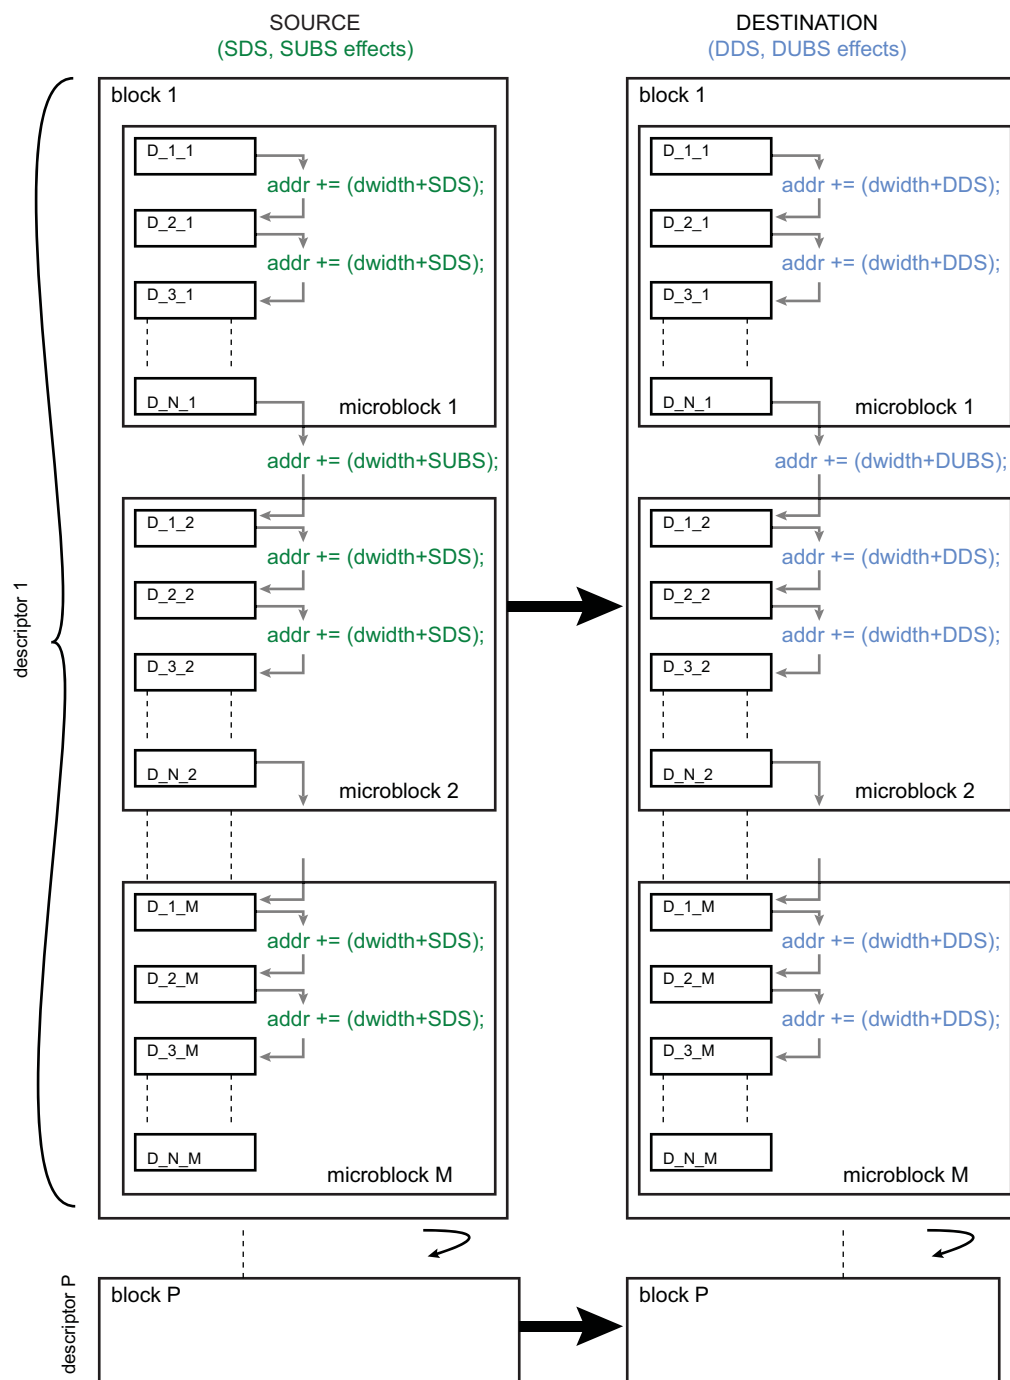 SOURCE
(SDS, SUBS effects)
DESTINATION
(DDS, DUBS effects)
descriptor 1
block 1
D_1_1
addr += (dwidth+SDS);
D_2_1
addr += (dwidth+SDS);
D_3_1
D_N_1
microblock 1
addr += (dwidth+SUBS);
D_1_2
addr += (dwidth+SDS);
D_2_2
addr += (dwidth+SDS);
D_3_2
D_N_2
microblock 2
D_1_M
addr += (dwidth+SDS);
D_2_M
addr += (dwidth+SDS);
D_3_M
D_N_M
microblock M
block 1
D_1_1
addr += (dwidth+DDS);
D_2_1
addr += (dwidth+DDS);
D_3_1
D_N_1
microblock 1
addr += (dwidth+DUBS);
D_1_2
addr += (dwidth+DDS);
D_2_2
addr += (dwidth+DDS);
D_3_2
D_N_2
microblock 2
D_1_M
addr += (dwidth+DDS);
D_2_M
addr += (dwidth+DDS);
D_3_M
D_N_M
microblock M
descriptor P
block P
block P